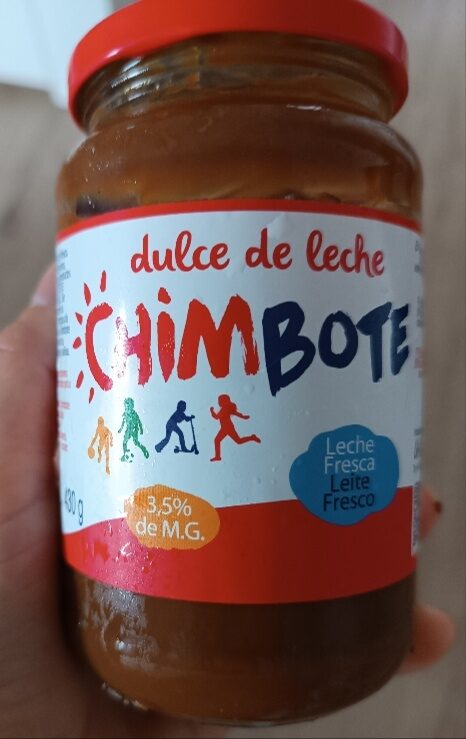 dulce de leche
CHIMBOTE
430 g
3,5%
de M.G.
Leche
Fresca
Leite
Fresco